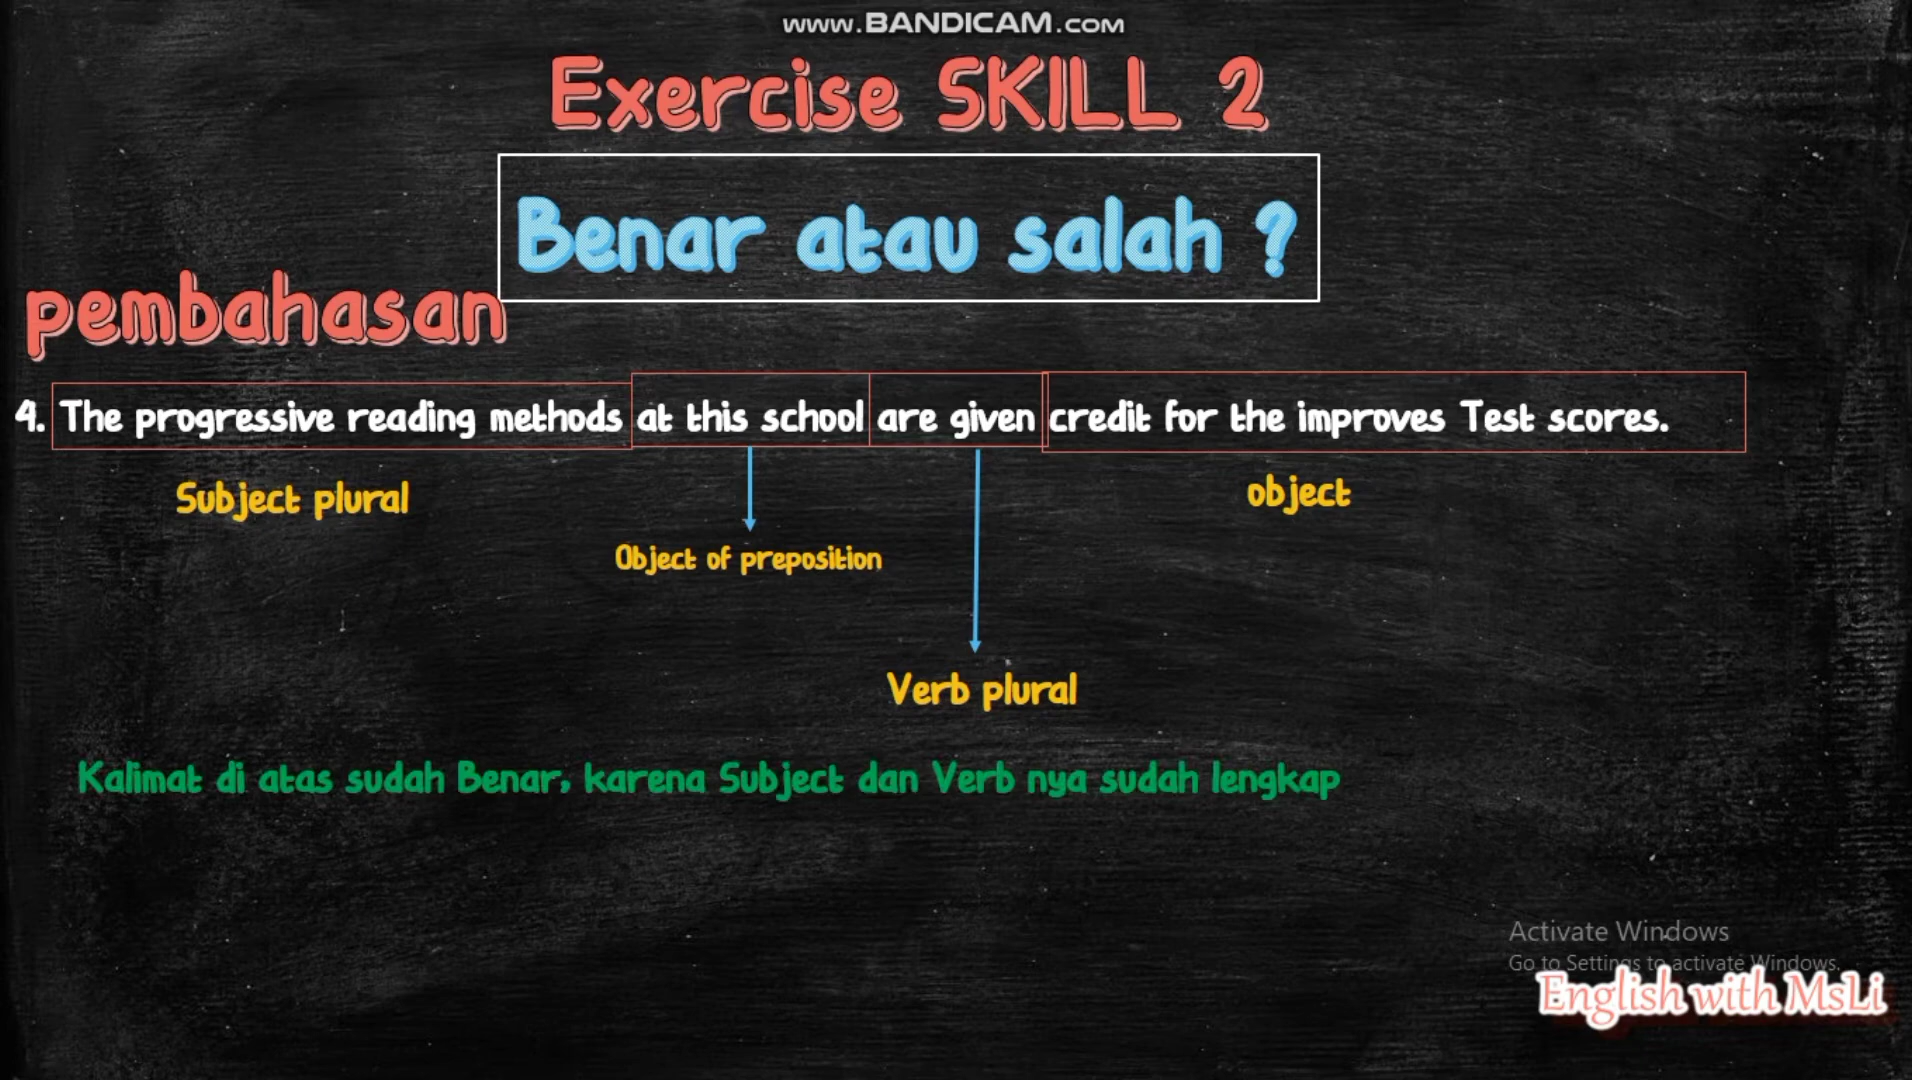 www.BANDICAM.com
Exercise SKILL 2
Benar atau salah ?
pembahasan
4. The progressive reading methods at this school are given credit for the improves Test scores.
Subject plural
object
Object of preposition
Verb plural
Kalimat di atas sudah Benar, karena Subject dan Verb nya sudah lengkap
Activate Windows
Go to Settings to activate Windows.
English with MsLi